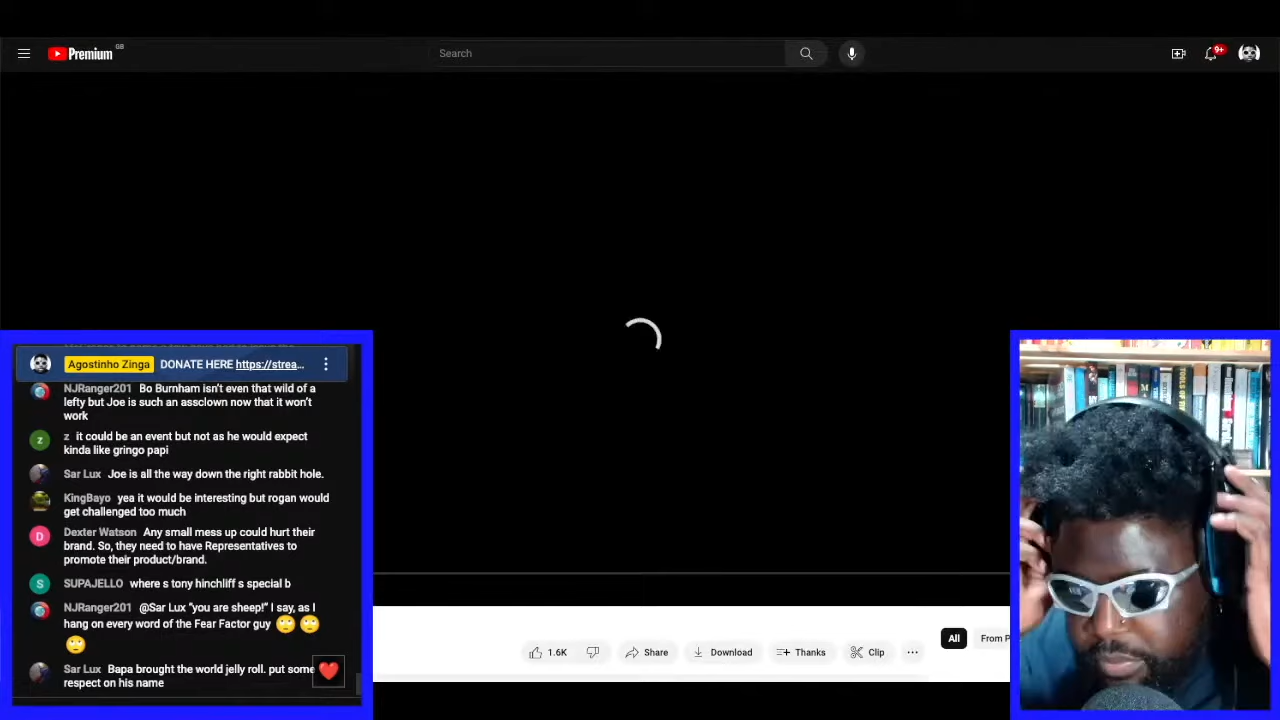 Premium GB
Search
9+
Agostinho Zinga DONATE HERE https://strea...
NJRanger201 Bo Burnham isn't even that wild of a
lefty but Joe is such an assclown now that it won't
work
z z it could be an event but not as he would expect
kinda like gringo papi
Sar Lux Joe is all the way down the right rabbit hole.
KingBayo yea it would be interesting but rogan would
get challenged too much
D Dexter Watson Any small mess up could hurt their
brand. So, they need to have Representatives to
promote their product/brand.
S SUPAJELLO where s tony hinchliff s special b
NJRanger201 @Sar Lux "you are sheep!" I say, as I
hang on every word of the Fear Factor guy 🙄 🙄
🙄
Sar Lux Bapa brought the world jelly roll. put some
respect on his name
1.6K Share Download Thanks Clip ...
All From P